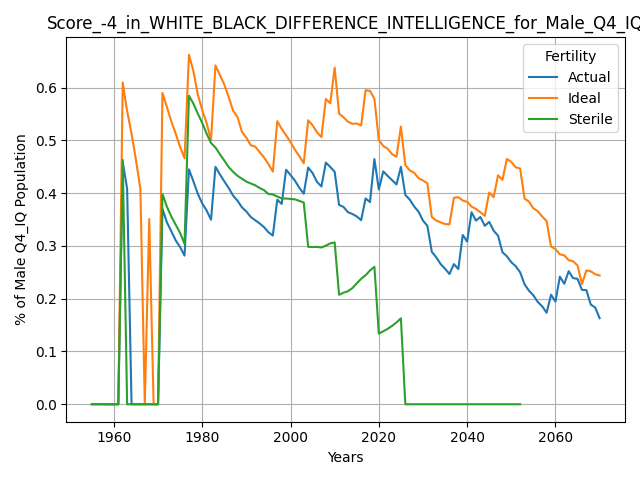 Score_-4_in_WHITE_BLACK_DIFFERENCE_INTELLIGENCE_for_Male_Q4_IQ
Fertility
Actual
Ideal
Sterile
% of Male Q4_IQ Population
0.6
0.5
0.4
0.3
0.2
0.1
0.0
1960 1980 2000 2020 2040 2060
Years